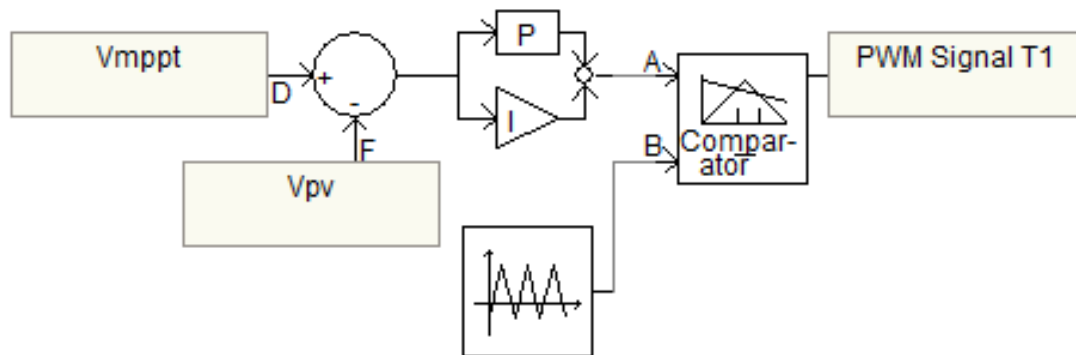 Vmppt
+
D
-
F
Vpv
P
I
A
B
Compar-
ator
PWM Signal T1